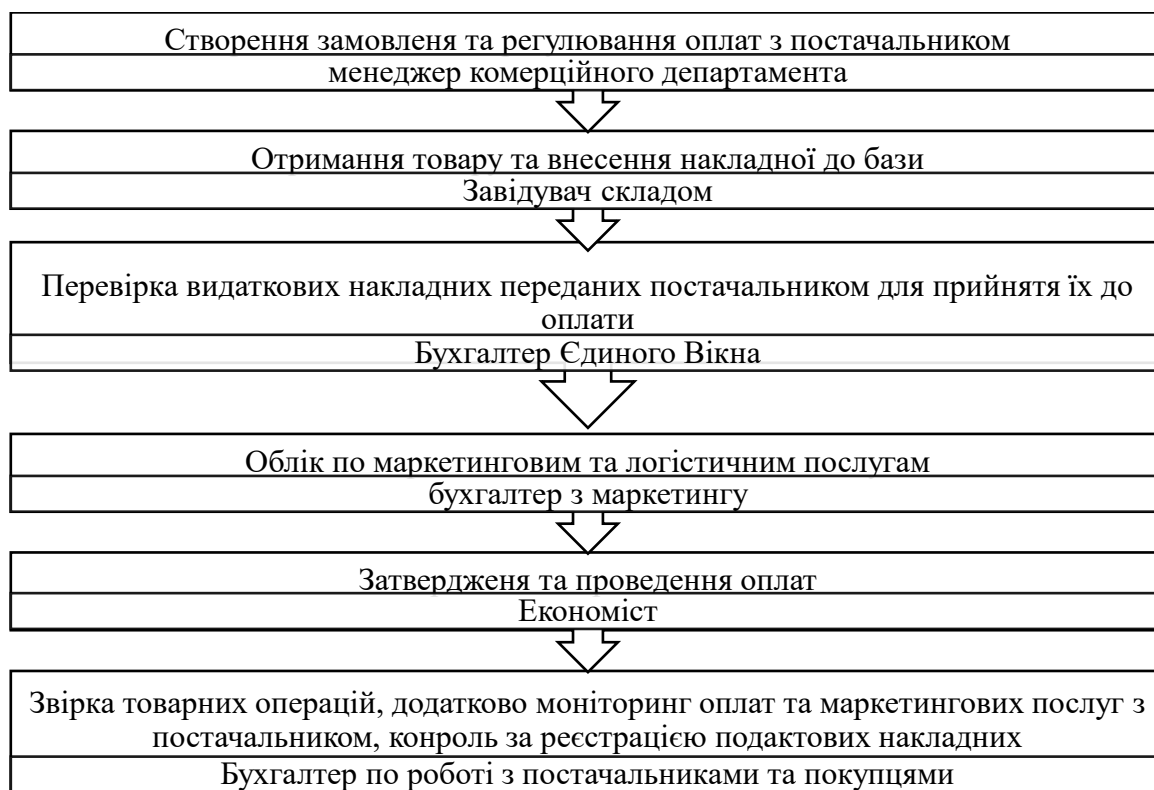 Створення замовленя та регулювання оплат з постачальником
менеджер комерційного департамента
Отримання товару та внесення накладної до бази
Завідувач складом
Перевірка видаткових накладних переданих постачальником для прийнятя їх до
оплати
Бухгалтер Єдиного Вікна
Облік по маркетинговим та логістичним послугам
бухгалтер з маркетингу
Затвердженя та проведення оплат
Економіст
Звірка товарних операцій, додатково моніторинг оплат та маркетингових послуг з
постачальником, конроль за реєстрацією подактових накладних
Бухгалтер по роботі з постачальниками та покупцями